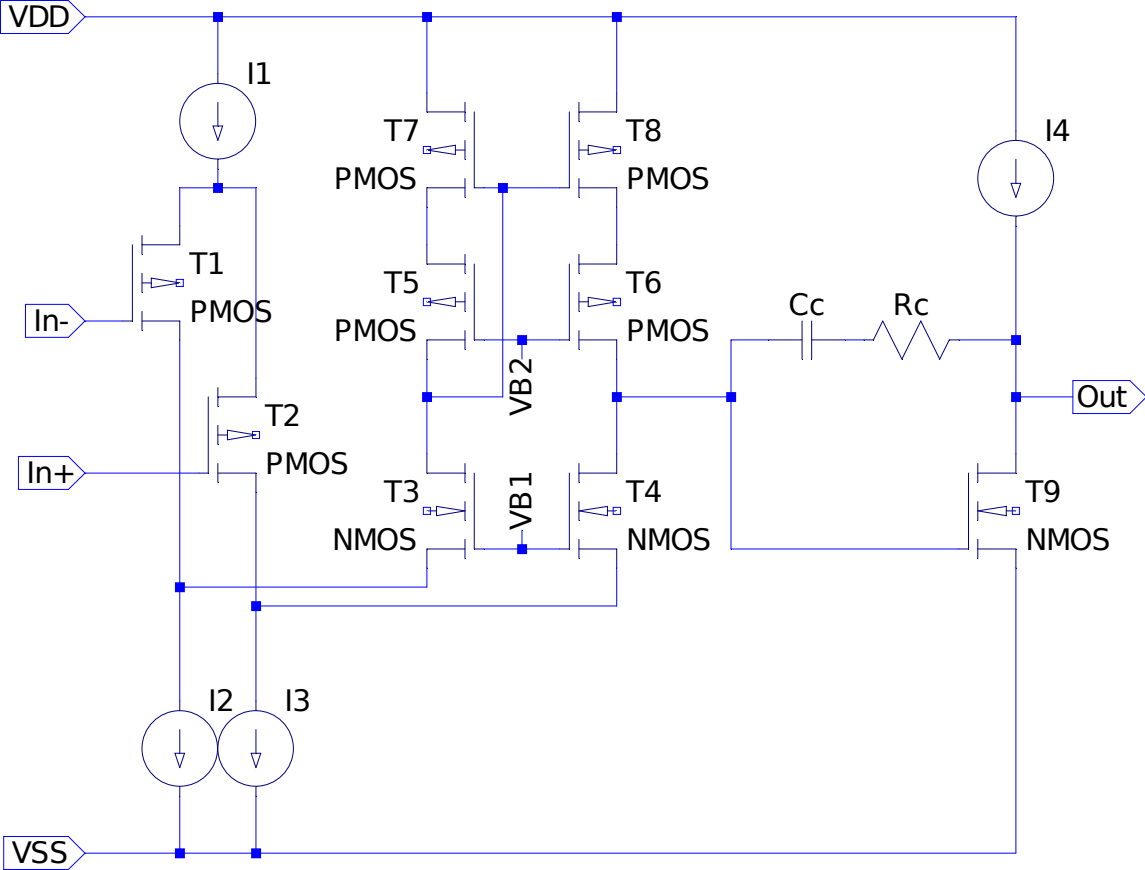 VDD
I1
T7
PMOS
T8
PMOS
I4
T1
PMOS
In-
T5
PMOS
T6
PMOS
VB2
Cc
Rc
Out
T2
PMOS
In+
T3
NMOS
VB1
T4
NMOS
T9
NMOS
I2
I3
VSS